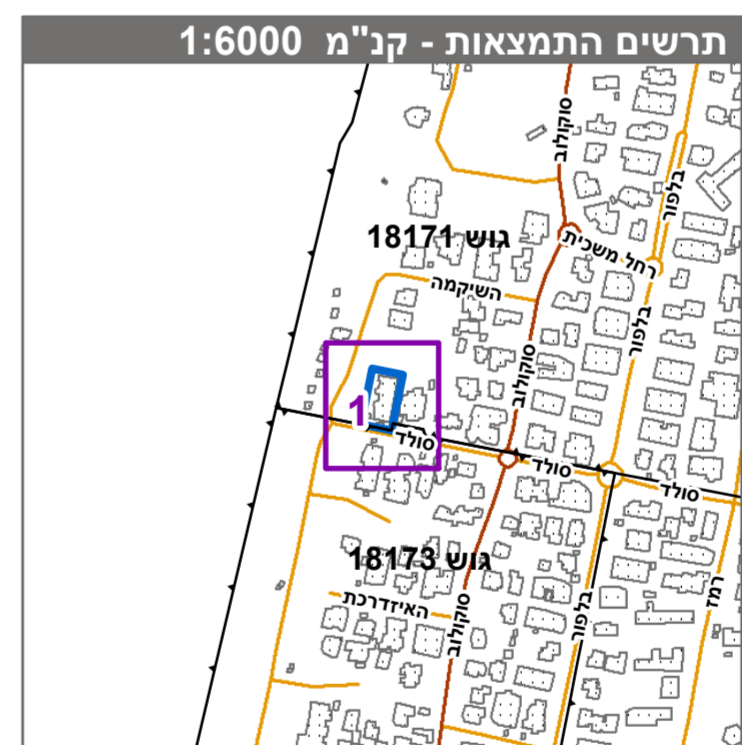 תרשים התמצאות - קנ"מ 1:6000
סוקולוב
בלפור
גוש 18171
רחל משכית
השיקמה
בלפור
סוקולוב
1
סולד
סולד
סולד
גוש 18173
רמז
האיזדרכת
בלפור
סוקולוב